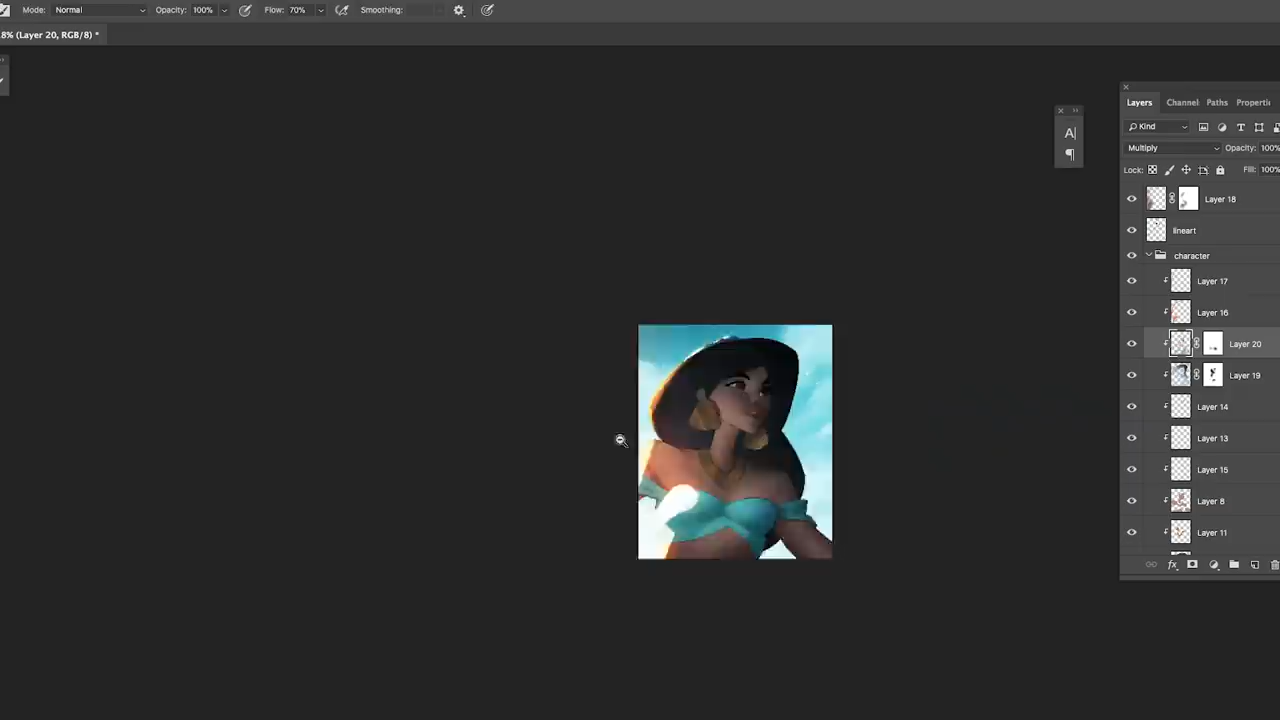 Mode: Normal Opacity: 100% Flow: 70% Smoothing:
.8% (Layer 20, RGB/8) *
Layers Channel Paths Properti
Kind
A
¶
Multiply Opacity: 100%
Lock: Fill: 100%
Layer 18
lineart
character
Layer 17
Layer 16
Layer 20
Layer 19
Layer 14
Layer 13
Layer 15
Layer 8
Layer 11
fx